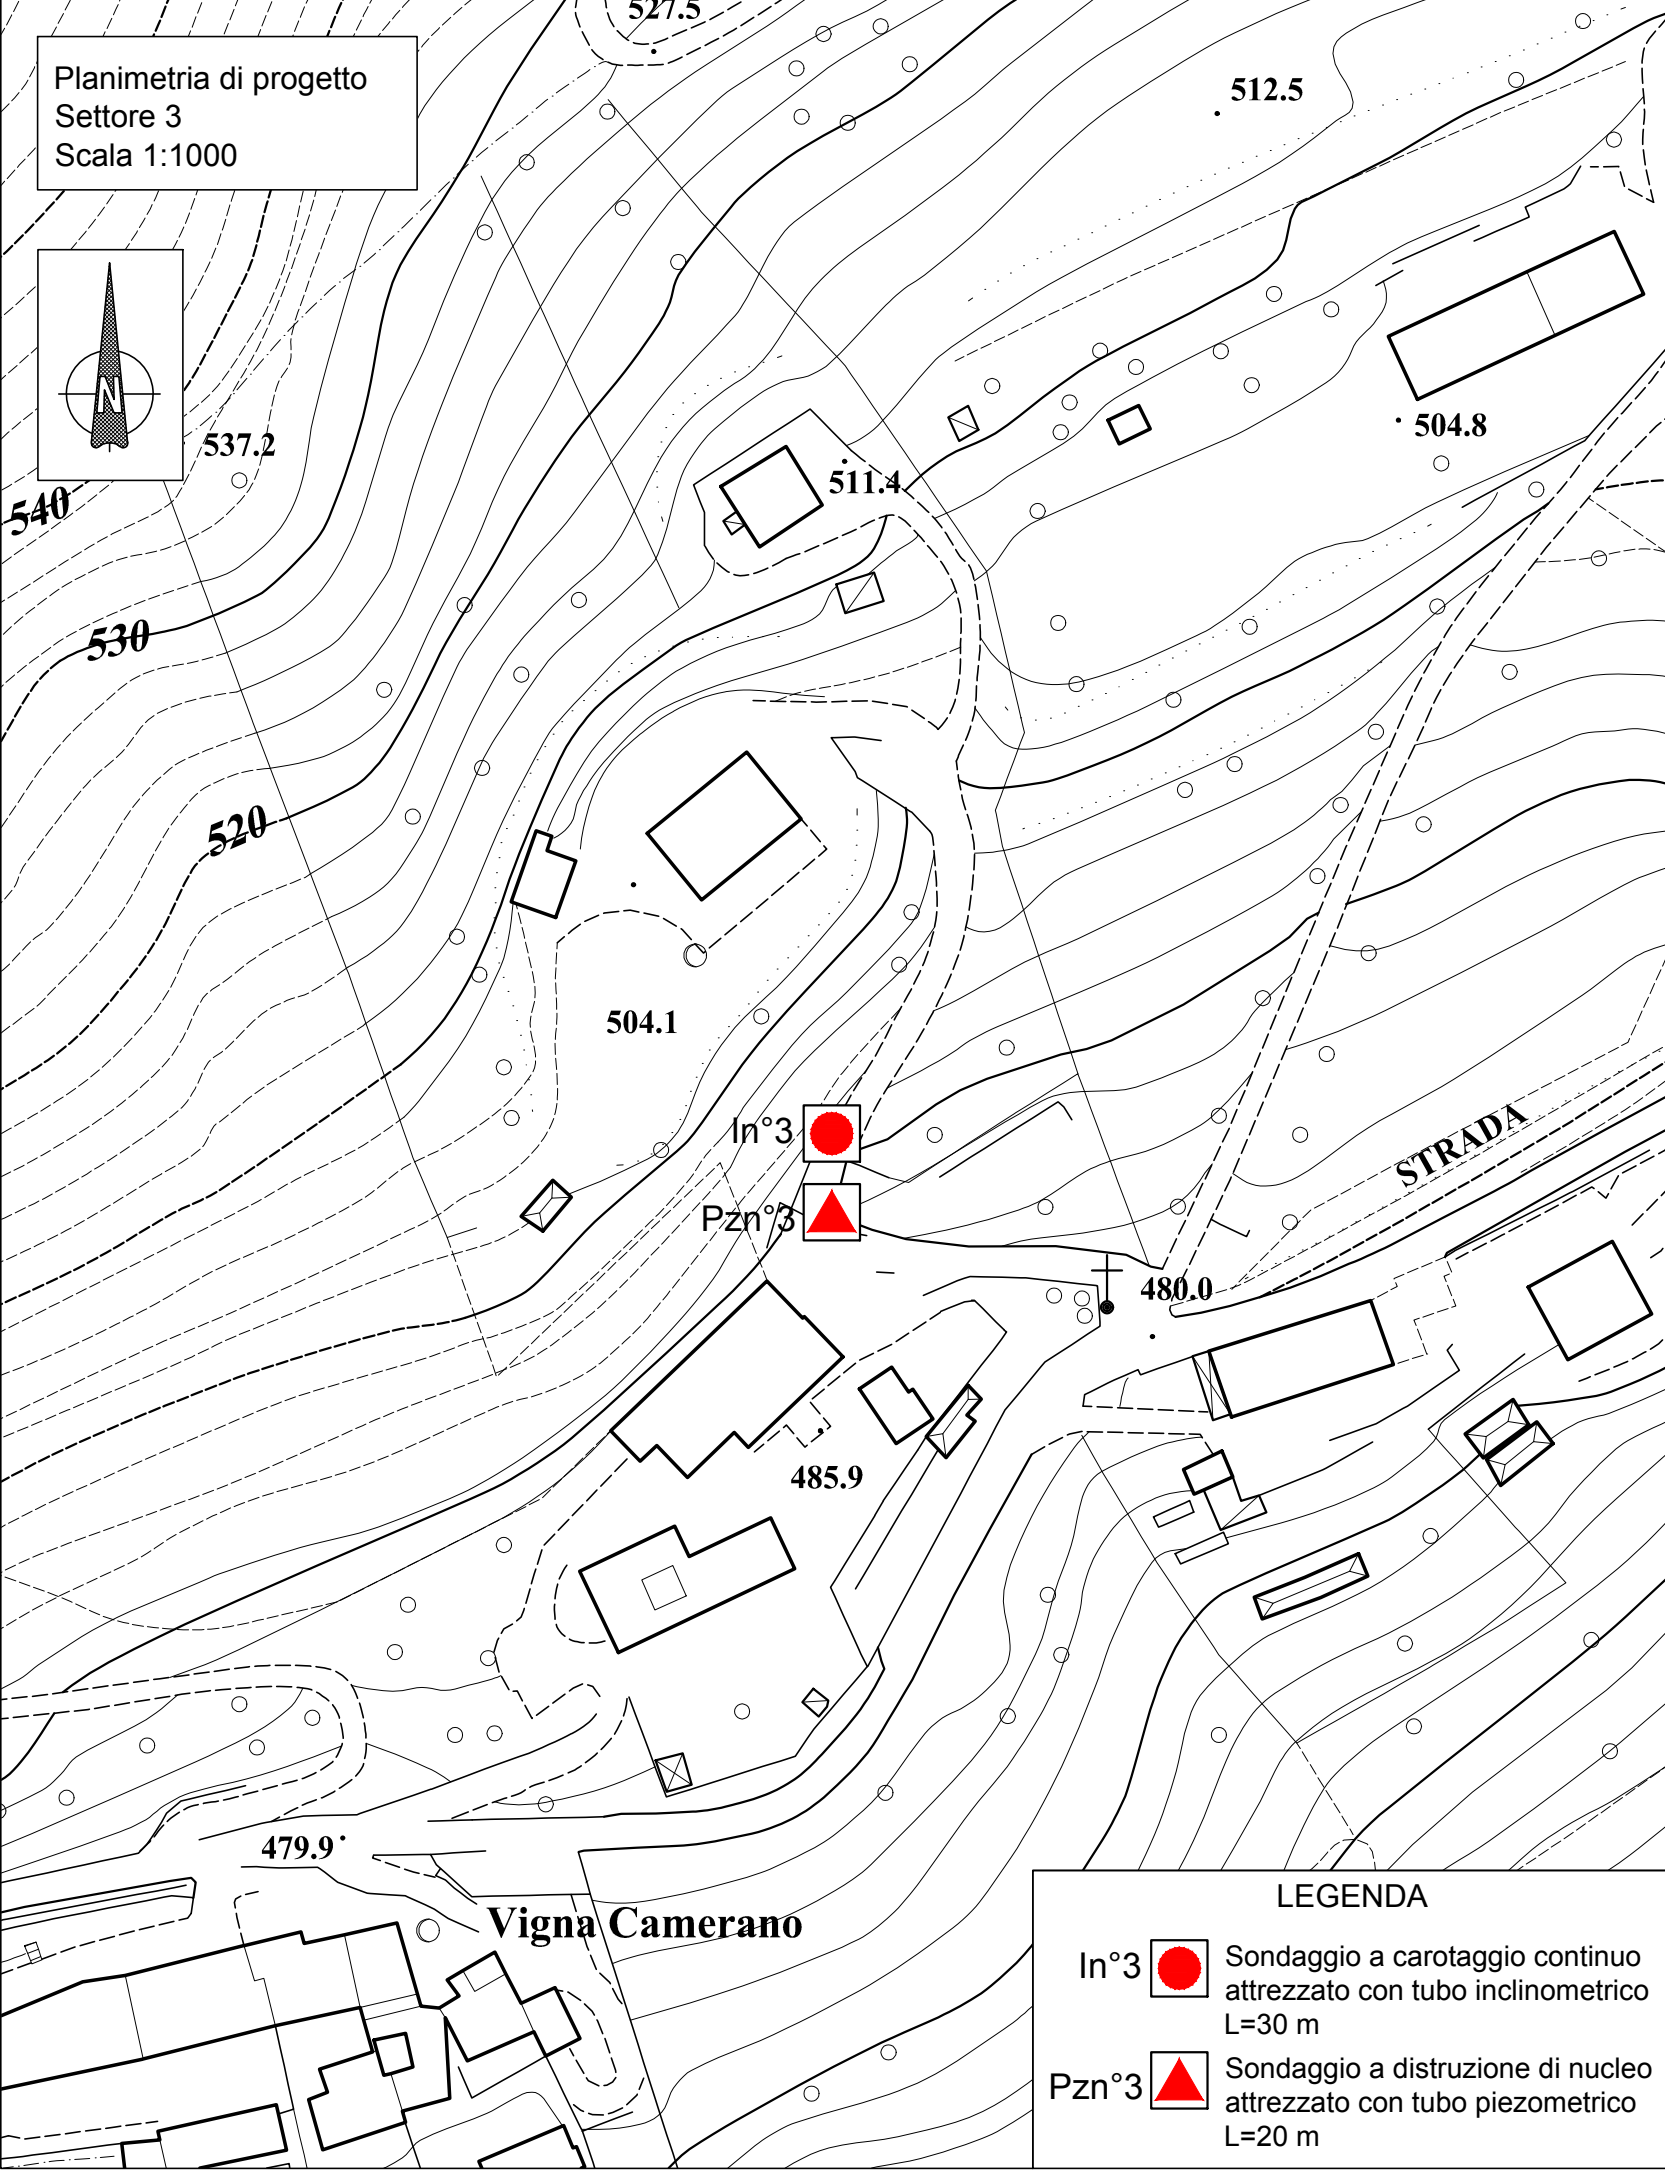 527.5
Planimetria di progetto
Settore 3
Scala 1:1000
512.5
N
537.2
504.8
511.4
540
530
520
504.1
In°3
STRADA
Pzn°3
480.0
485.9
479.9
Vigna Camerano
LEGENDA
In°3
Sondaggio a carotaggio continuo
attrezzato con tubo inclinometrico
L=30 m
Pzn°3
Sondaggio a distruzione di nucleo
attrezzato con tubo piezometrico
L=20 m